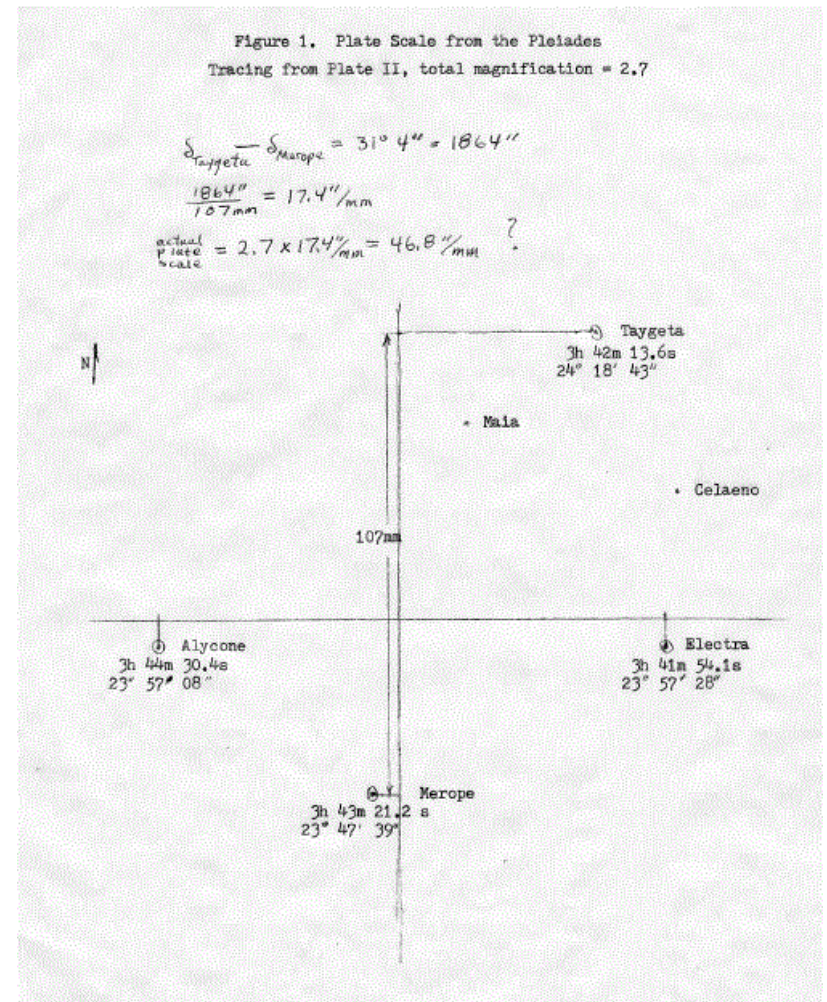 Figure 1. Plate Scale from the Pleiades
Tracing from Plate II, total magnification = 2.7
δTaygeta — δMerope = 31° 4" = 1864"
1864"/107mm = 17.4"/mm
actual plate scale = 2.7 x 17.4"/mm = 46.8"/mm ?
N
Taygeta
3h 42m 13.6s
24° 18' 43"
Maia
Celaeno
107mm
Alycone
3h 44m 30.4s
23° 57' 08"
Electra
3h 41m 54.1s
23° 57' 28"
Merope
3h 43m 21.2 s
23° 47' 39"